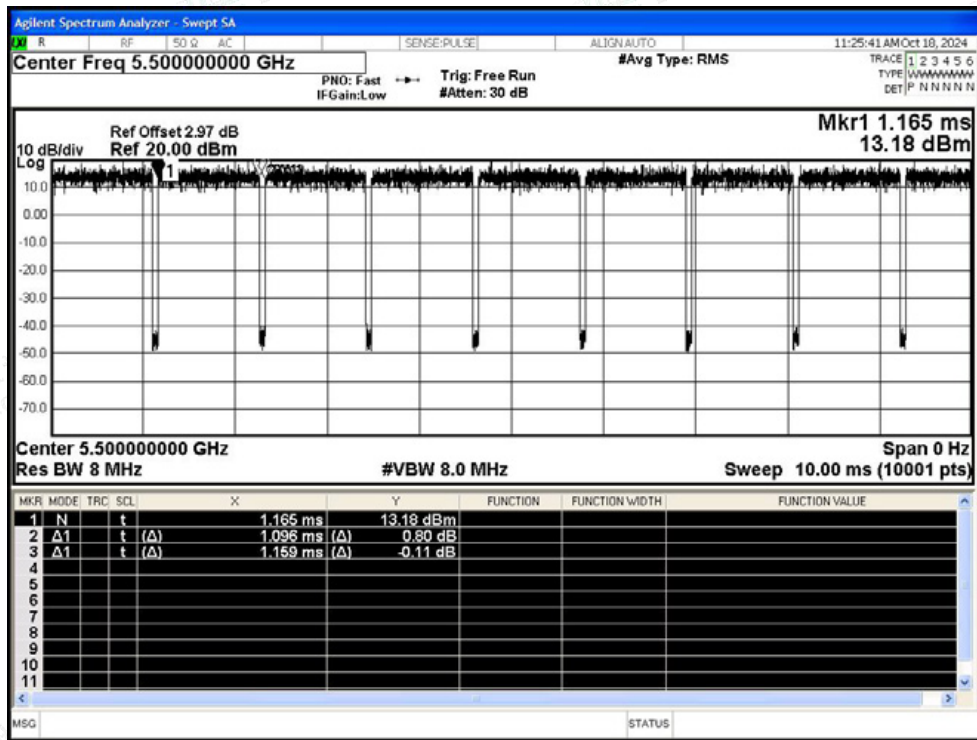 Agilent Spectrum Analyzer - Swept SA
R RF 50 Ω AC SENSE:PULSE ALIGNAUTO 11:25:41 AM Oct 18, 2024
Center Freq 5.500000000 GHz #Avg Type: RMS TRACE 1 2 3 4 5 6
PNO: Fast Trig: Free Run TYPE WWWWWW
IFGain:Low #Atten: 30 dB DET P N N N N N
Mkr1 1.165 ms
Ref Offset 2.97 dB
10 dB/div Ref 20.00 dBm 13.18 dBm
Log
1
10.0
0.00
-10.0
-20.0
-30.0
-40.0
-50.0
-60.0
-70.0
Center 5.500000000 GHz Span 0 Hz
Res BW 8 MHz #VBW 8.0 MHz Sweep 10.00 ms (10001 pts)
MKR MODE TRC SCL X Y FUNCTION FUNCTION WIDTH FUNCTION VALUE
1 N t 1.165 ms 13.18 dBm
2 Δ1 t (Δ) 1.096 ms (Δ) 0.80 dB
3 Δ1 t (Δ) 1.159 ms (Δ) -0.11 dB
4
5
6
7
8
9
10
11
MSG STATUS